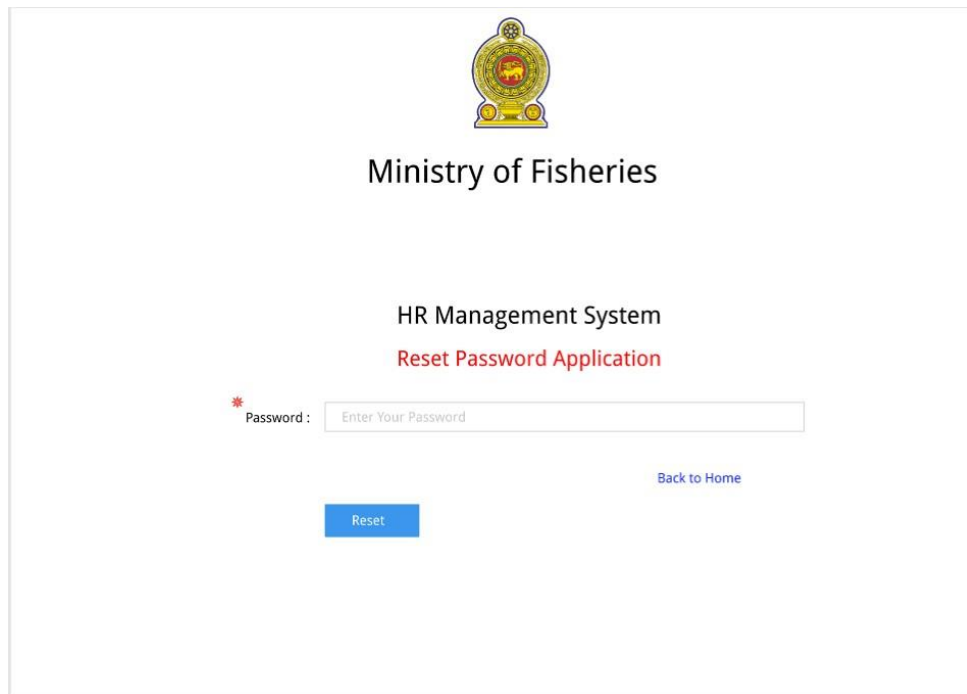 Ministry of Fisheries
HR Management System
Reset Password Application
* Password : Enter Your Password
Back to Home
Reset